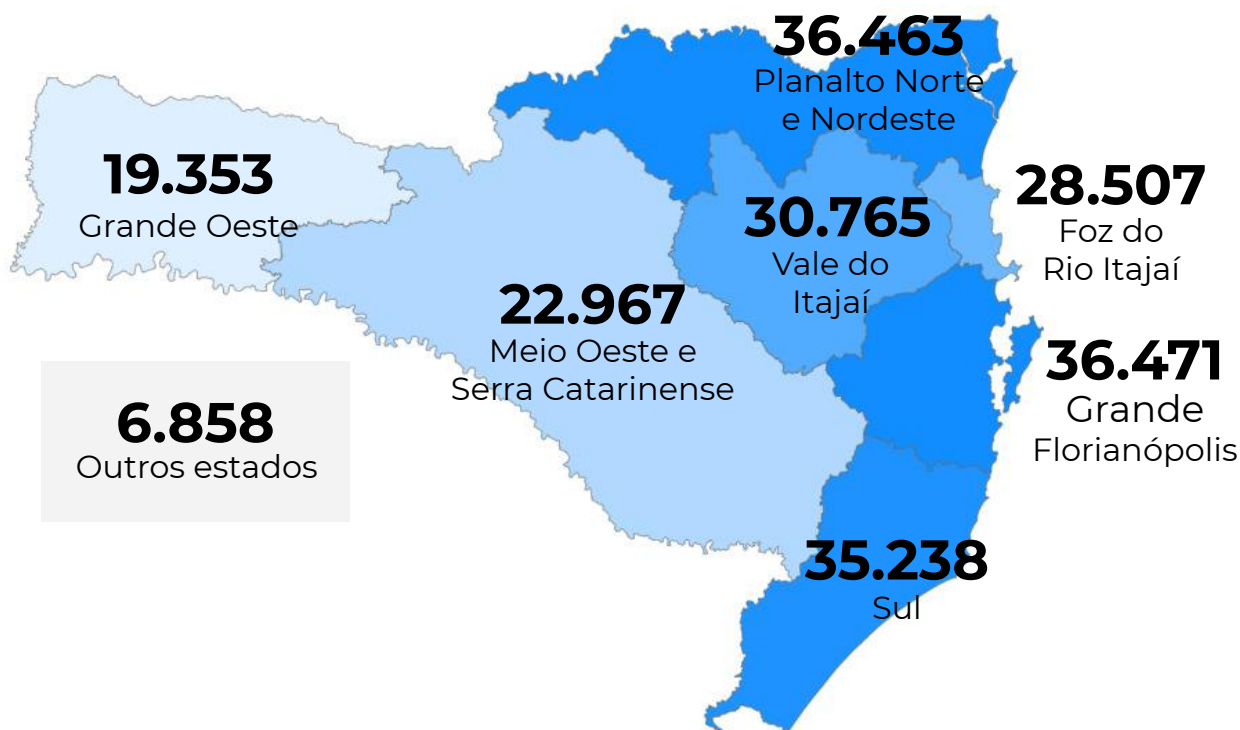 36.463
Planalto Norte
e Nordeste
19.353
Grande Oeste
28.507
Foz do
Rio Itajaí
30.765
Vale do
Itajaí
22.967
Meio Oeste e
Serra Catarinense
36.471
Grande
Florianópolis
6.858
Outros estados
35.238
Sul